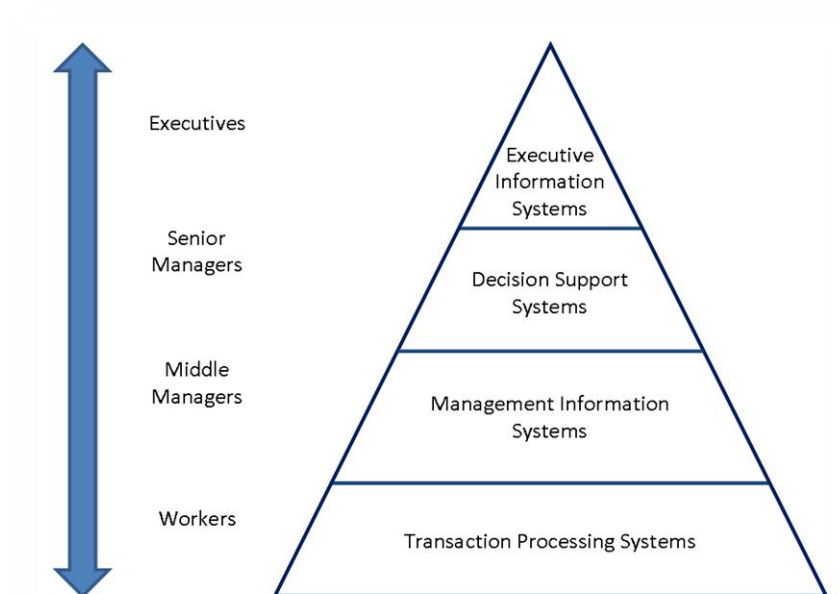 Executives
Executive
Information
Systems
Senior
Managers
Decision Support
Systems
Middle
Managers
Management Information
Systems
Workers
Transaction Processing Systems